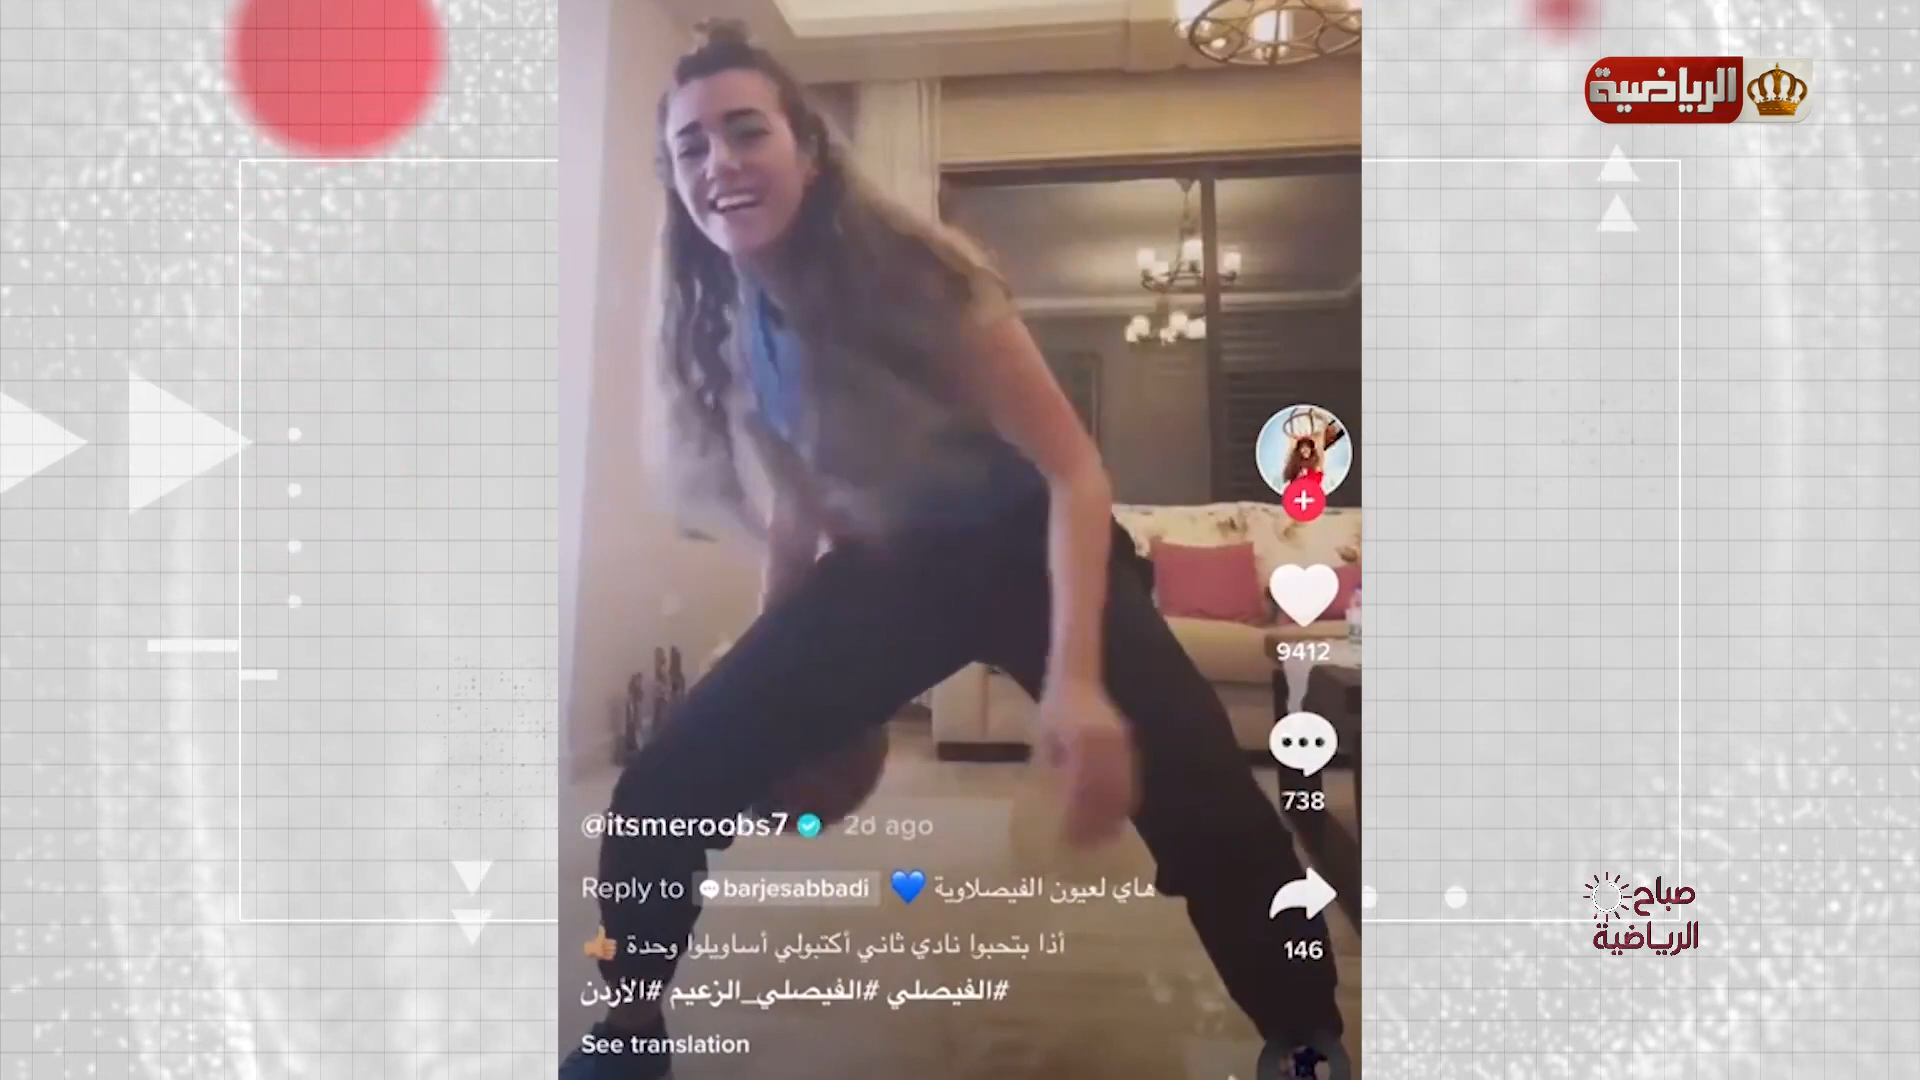 الرياضية
9412
738
@itsmeroobs7 2d ago
Reply to barjesabbadi 💙 هاي لعيون الفيصلاوية
أذا بتحبوا نادي ثاني أكتبولي أساويلوا وحدة 👍
#الفيصلي #الفيصلي_الزعيم #الأردن
146
See translation
صباح
الرياضية